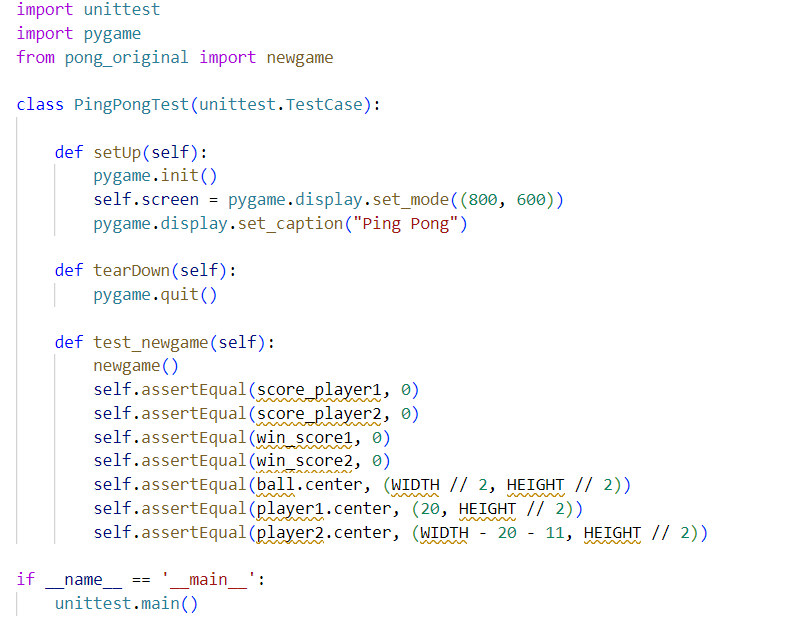 import unittest
import pygame
from pong_original import newgame
class PingPongTest(unittest.TestCase):
def setUp(self):
pygame.init()
self.screen = pygame.display.set_mode((800, 600))
pygame.display.set_caption("Ping Pong")
def tearDown(self):
pygame.quit()
def test_newgame(self):
newgame()
self.assertEqual(score_player1, 0)
self.assertEqual(score_player2, 0)
self.assertEqual(win_score1, 0)
self.assertEqual(win_score2, 0)
self.assertEqual(ball.center, (WIDTH // 2, HEIGHT // 2))
self.assertEqual(player1.center, (20, HEIGHT // 2))
self.assertEqual(player2.center, (WIDTH - 20 - 11, HEIGHT // 2))
if __name__ == '__main__':
unittest.main()